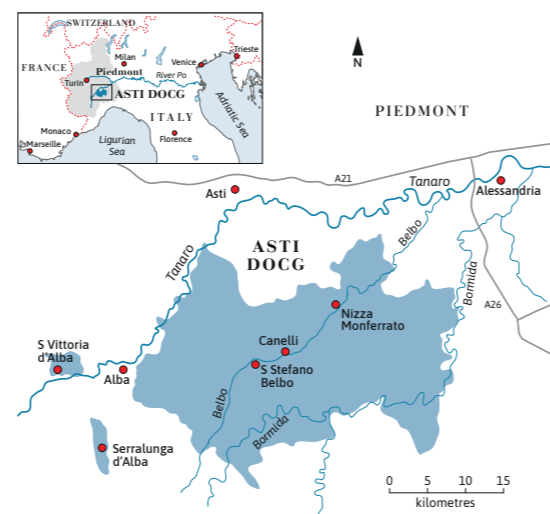 SWITZERLAND
Milan
Venice
Trieste
FRANCE
Piedmont
Turin
River Po
ASTI DOCG
ITALY
Adriatic Sea
Monaco
Marseille
Ligurian
Sea
Florence
N
PIEDMONT
A21
Tanaro
Alessandria
Asti
Belbo
ASTI
DOCG
Tanaro
Bormida
A26
Nizza
Monferrato
S Vittoria
d'Alba
Canelli
S Stefano
Belbo
Alba
Belbo
Bormida
Serralunga
d'Alba
0 5 10 15
kilometres